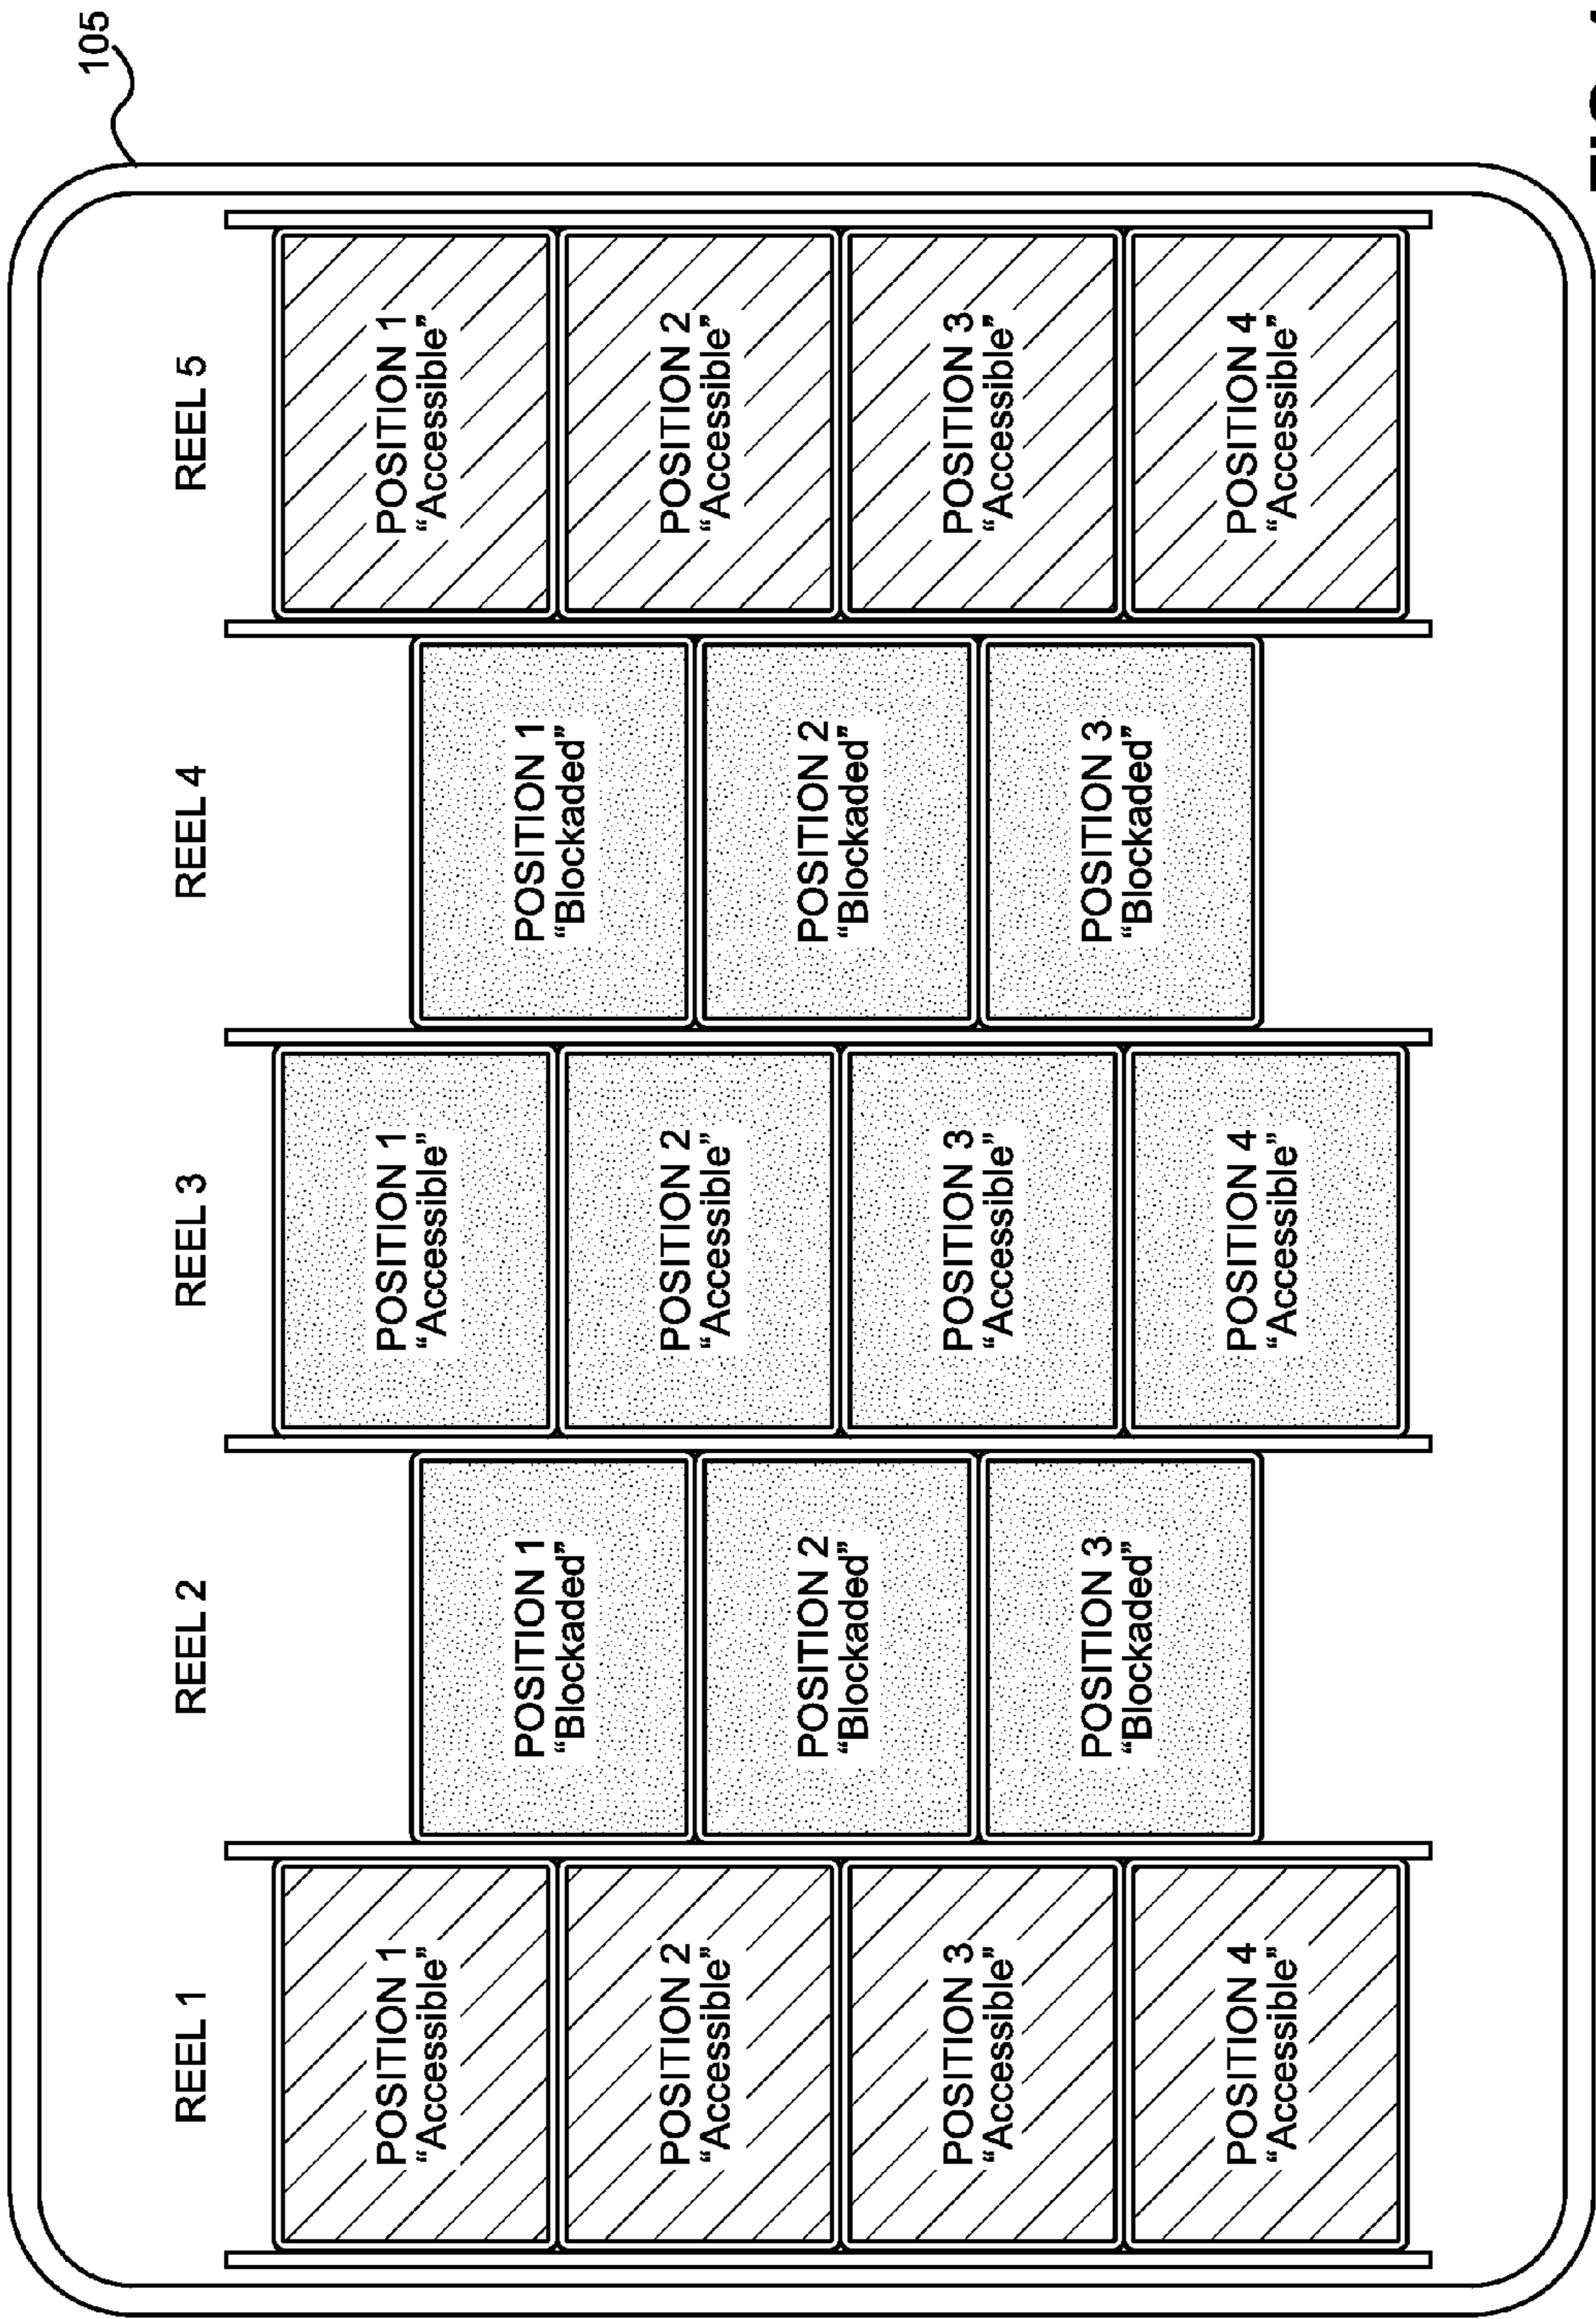 105
REEL 1
REEL 2
REEL 3
REEL 4
REEL 5
POSITION 1
“Accessible”
POSITION 2
“Accessible”
POSITION 3
“Accessible”
POSITION 4
“Accessible”
POSITION 1
“Blockaded”
POSITION 2
“Blockaded”
POSITION 3
“Blockaded”
POSITION 1
“Accessible”
POSITION 2
“Accessible”
POSITION 3
“Accessible”
POSITION 4
“Accessible”
POSITION 1
“Blockaded”
POSITION 2
“Blockaded”
POSITION 3
“Blockaded”
POSITION 1
“Accessible”
POSITION 2
“Accessible”
POSITION 3
“Accessible”
POSITION 4
“Accessible”